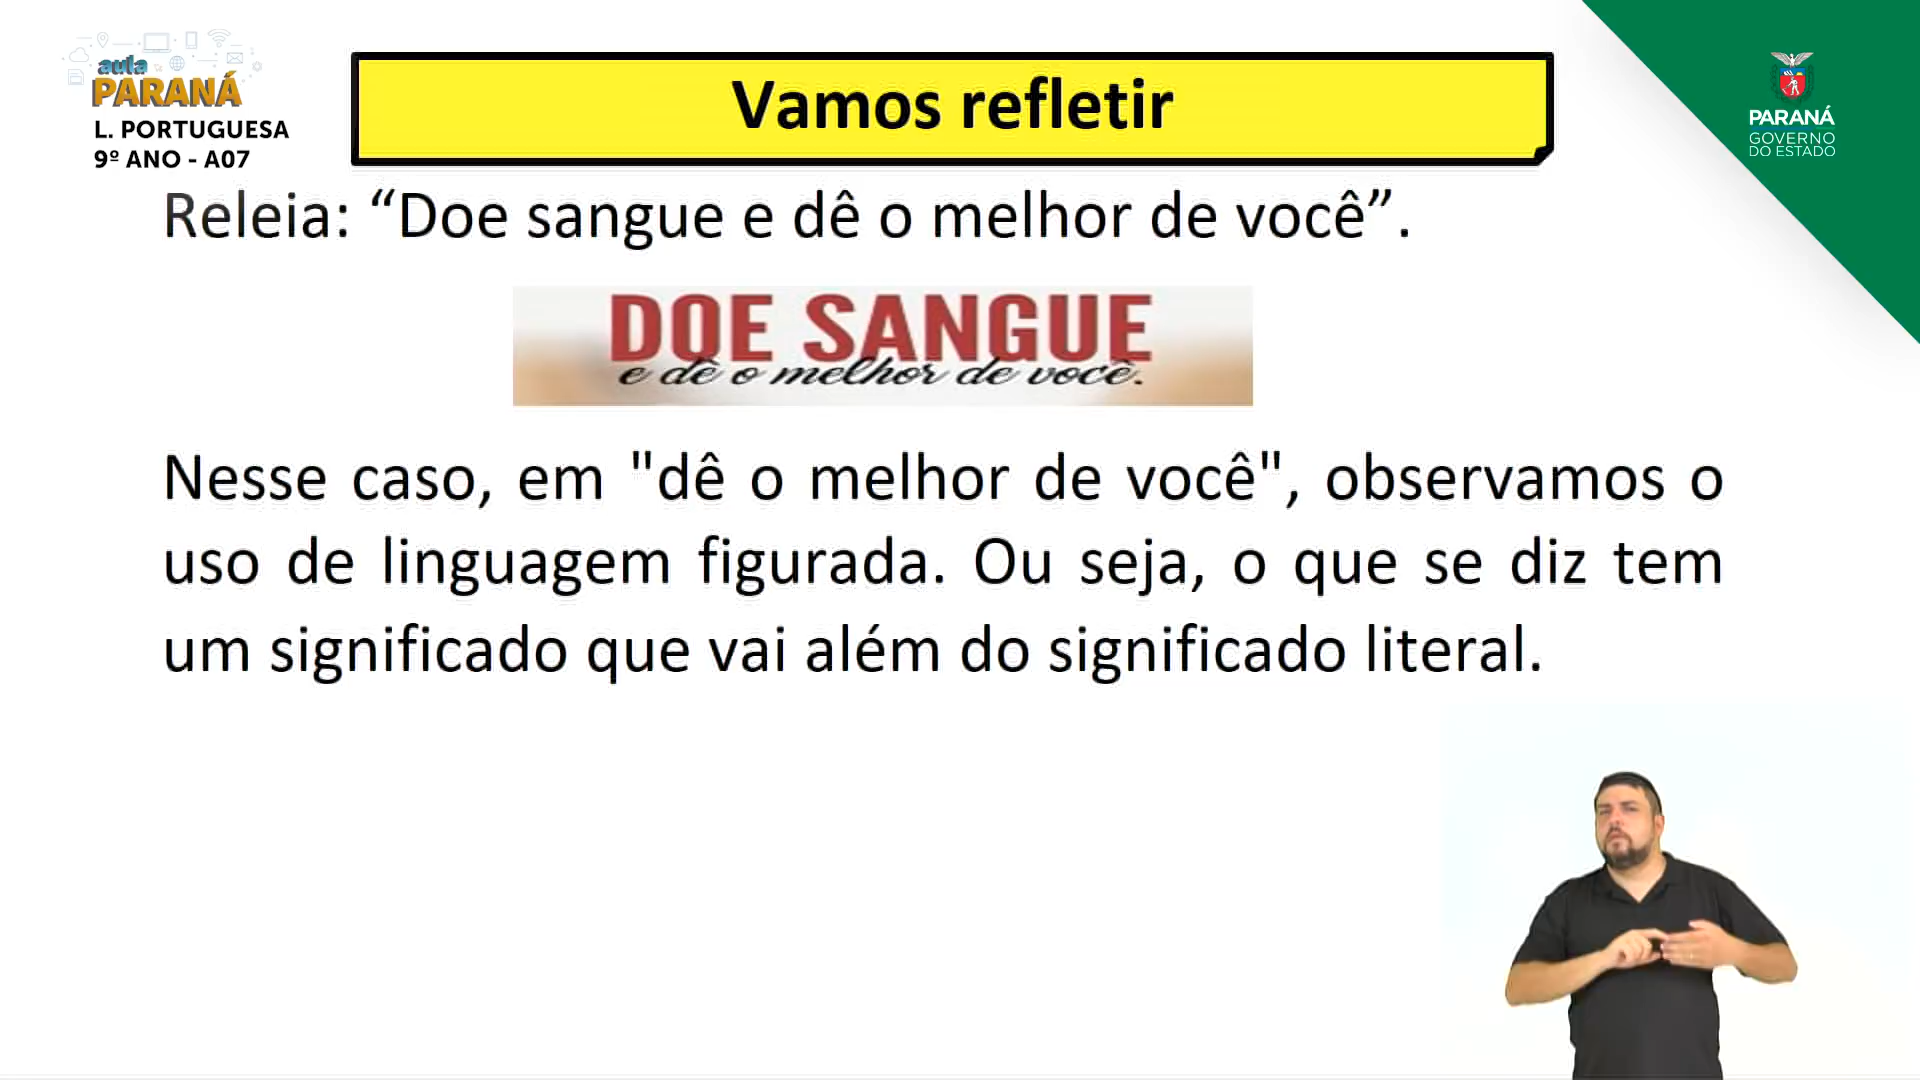 aula
PARANÁ
L. PORTUGUESA
9º ANO - A07
Vamos refletir
PARANÁ
GOVERNO
DO ESTADO
Releia: “Doe sangue e dê o melhor de você”.
DOE SANGUE
e dê o melhor de você.
Nesse caso, em "dê o melhor de você", observamos o
uso de linguagem figurada. Ou seja, o que se diz tem
um significado que vai além do significado literal.